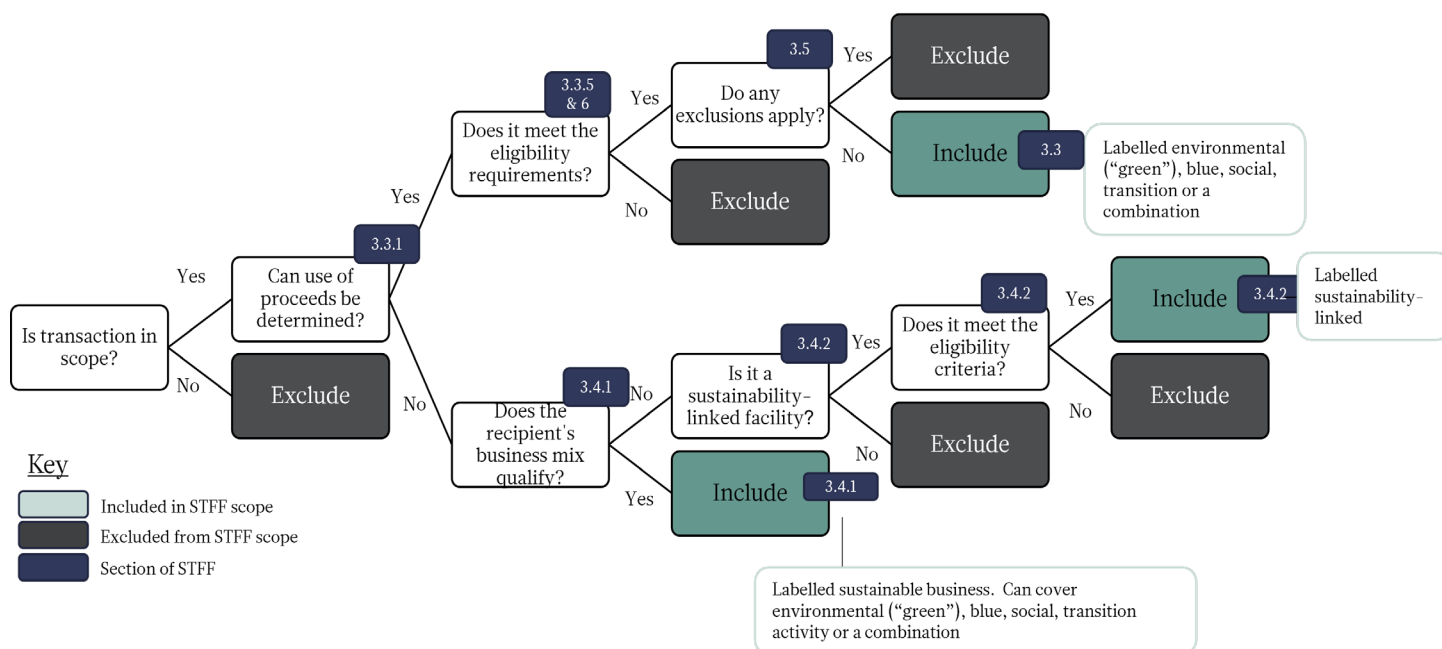 3.5
Yes
Exclude
3.3.5
& 6
Yes
Do any
exclusions apply?
Does it meet the
eligibility
requirements?
No
Include
3.3
Labelled environmental
(“green”), blue, social,
transition or a
combination
Yes
No
Exclude
3.3.1
Yes
Can use of
proceeds be
determined?
Is transaction in
scope?
No
Exclude
No
3.4.2
Yes
Include
3.4.2
Labelled
sustainability-
linked
Does it meet the
eligibility
criteria?
3.4.2
Yes
No
Exclude
3.4.1
No
Is it a
sustainability-
linked facility?
Does the
recipient's
business mix
qualify?
No
Exclude
Yes
Include
3.4.1
Key
Included in STFF scope
Excluded from STFF scope
Section of STFF
Labelled sustainable business. Can cover
environmental (“green”), blue, social, transition
activity or a combination